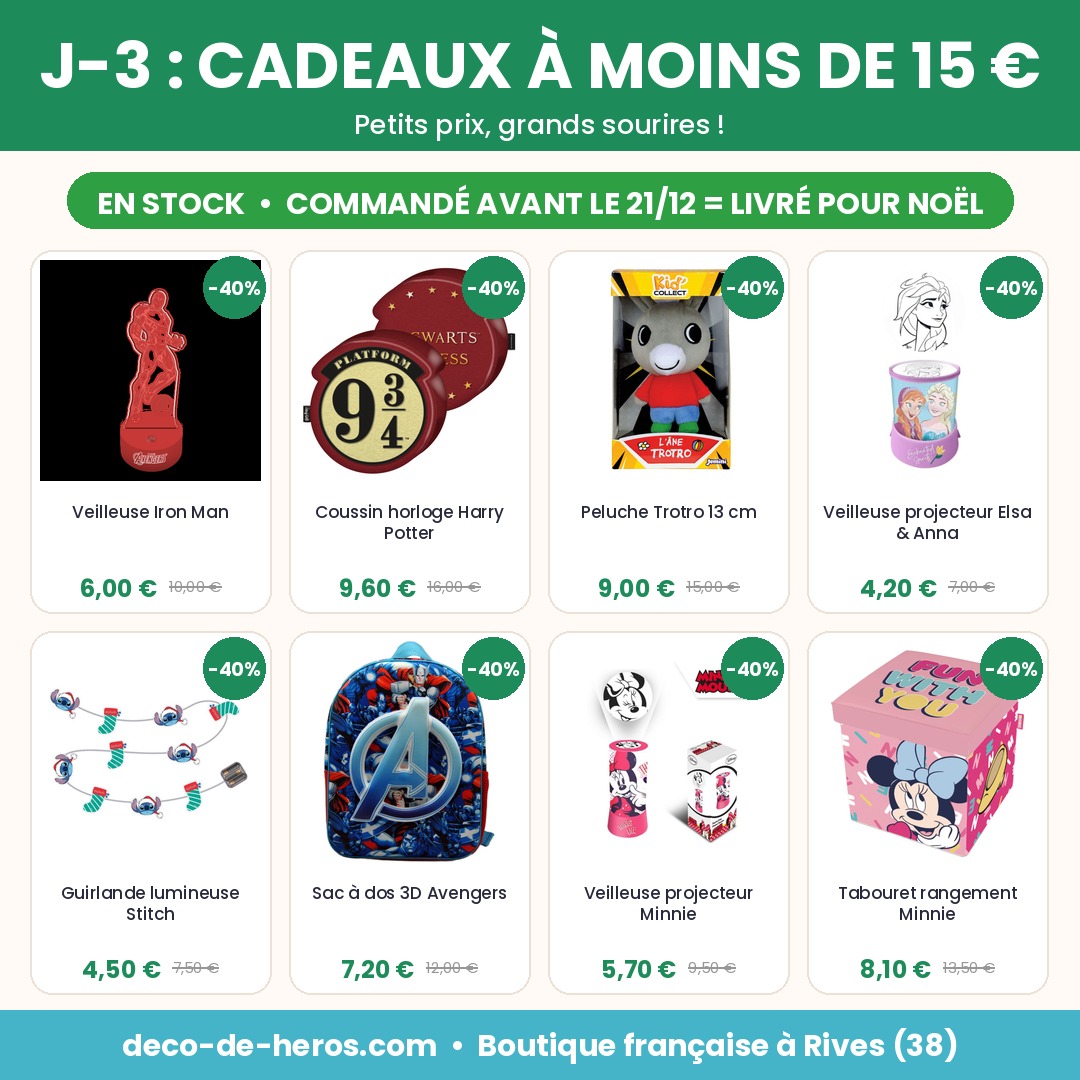 J-3 : CADEAUX À MOINS DE 15 €
Petits prix, grands sourires !
EN STOCK • COMMANDÉ AVANT LE 21/12 = LIVRÉ POUR NOËL
-40%
AVENGERS
Veilleuse Iron Man
6,00 € 10,00 €
-40%
PLATFORM
9 3/4
Coussin horloge Harry
Potter
9,60 € 16,00 €
-40%
Kidy
COLLECT
L'ÂNE
TROTRO
Jemini
Peluche Trotro 13 cm
9,00 € 15,00 €
-40%
Veilleuse projecteur Elsa
& Anna
4,20 € 7,00 €
-40%
Guirlande lumineuse
Stitch
4,50 € 7,50 €
-40%
A
Sac à dos 3D Avengers
7,20 € 12,00 €
-40%
Veilleuse projecteur
Minnie
5,70 € 9,50 €
-40%
FUN
WITH
YOU
Tabouret rangement
Minnie
8,10 € 13,50 €
deco-de-heros.com • Boutique française à Rives (38)